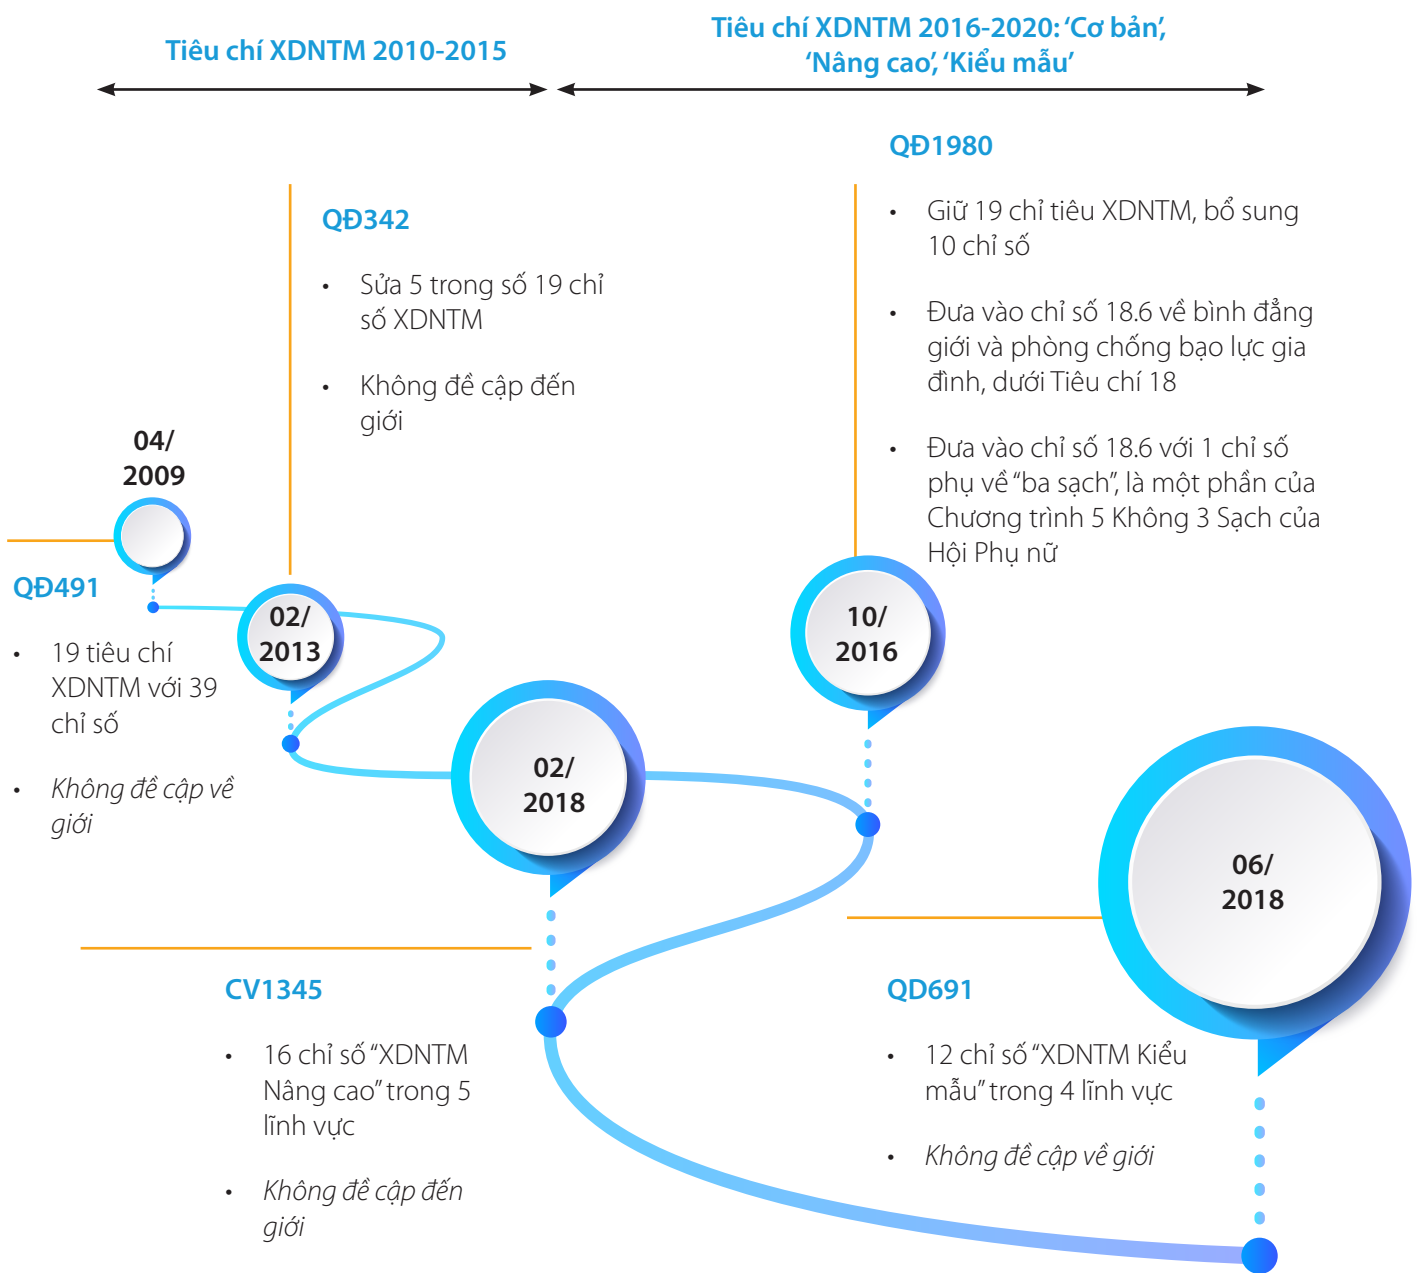 Tiêu chí XDNTM 2010-2015
Tiêu chí XDNTM 2016-2020: ‘Cơ bản’,
‘Nâng cao’, ‘Kiểu mẫu’
04/
2009
QĐ491
• 19 tiêu chí
XDNTM với 39
chỉ số
• Không đề cập về
giới
QĐ342
• Sửa 5 trong số 19 chỉ
số XDNTM
• Không đề cập đến
giới
02/
2013
QĐ1980
• Giữ 19 chỉ tiêu XDNTM, bổ sung
10 chỉ số
• Đưa vào chỉ số 18.6 về bình đẳng
giới và phòng chống bạo lực gia
đình, dưới Tiêu chí 18
• Đưa vào chỉ số 18.6 với 1 chỉ số
phụ về “ba sạch”, là một phần của
Chương trình 5 Không 3 Sạch của
Hội Phụ nữ
10/
2016
02/
2018
CV1345
• 16 chỉ số “XDNTM
Nâng cao” trong 5
lĩnh vực
• Không đề cập đến
giới
06/
2018
QD691
• 12 chỉ số “XDNTM Kiểu
mẫu” trong 4 lĩnh vực
• Không đề cập về giới